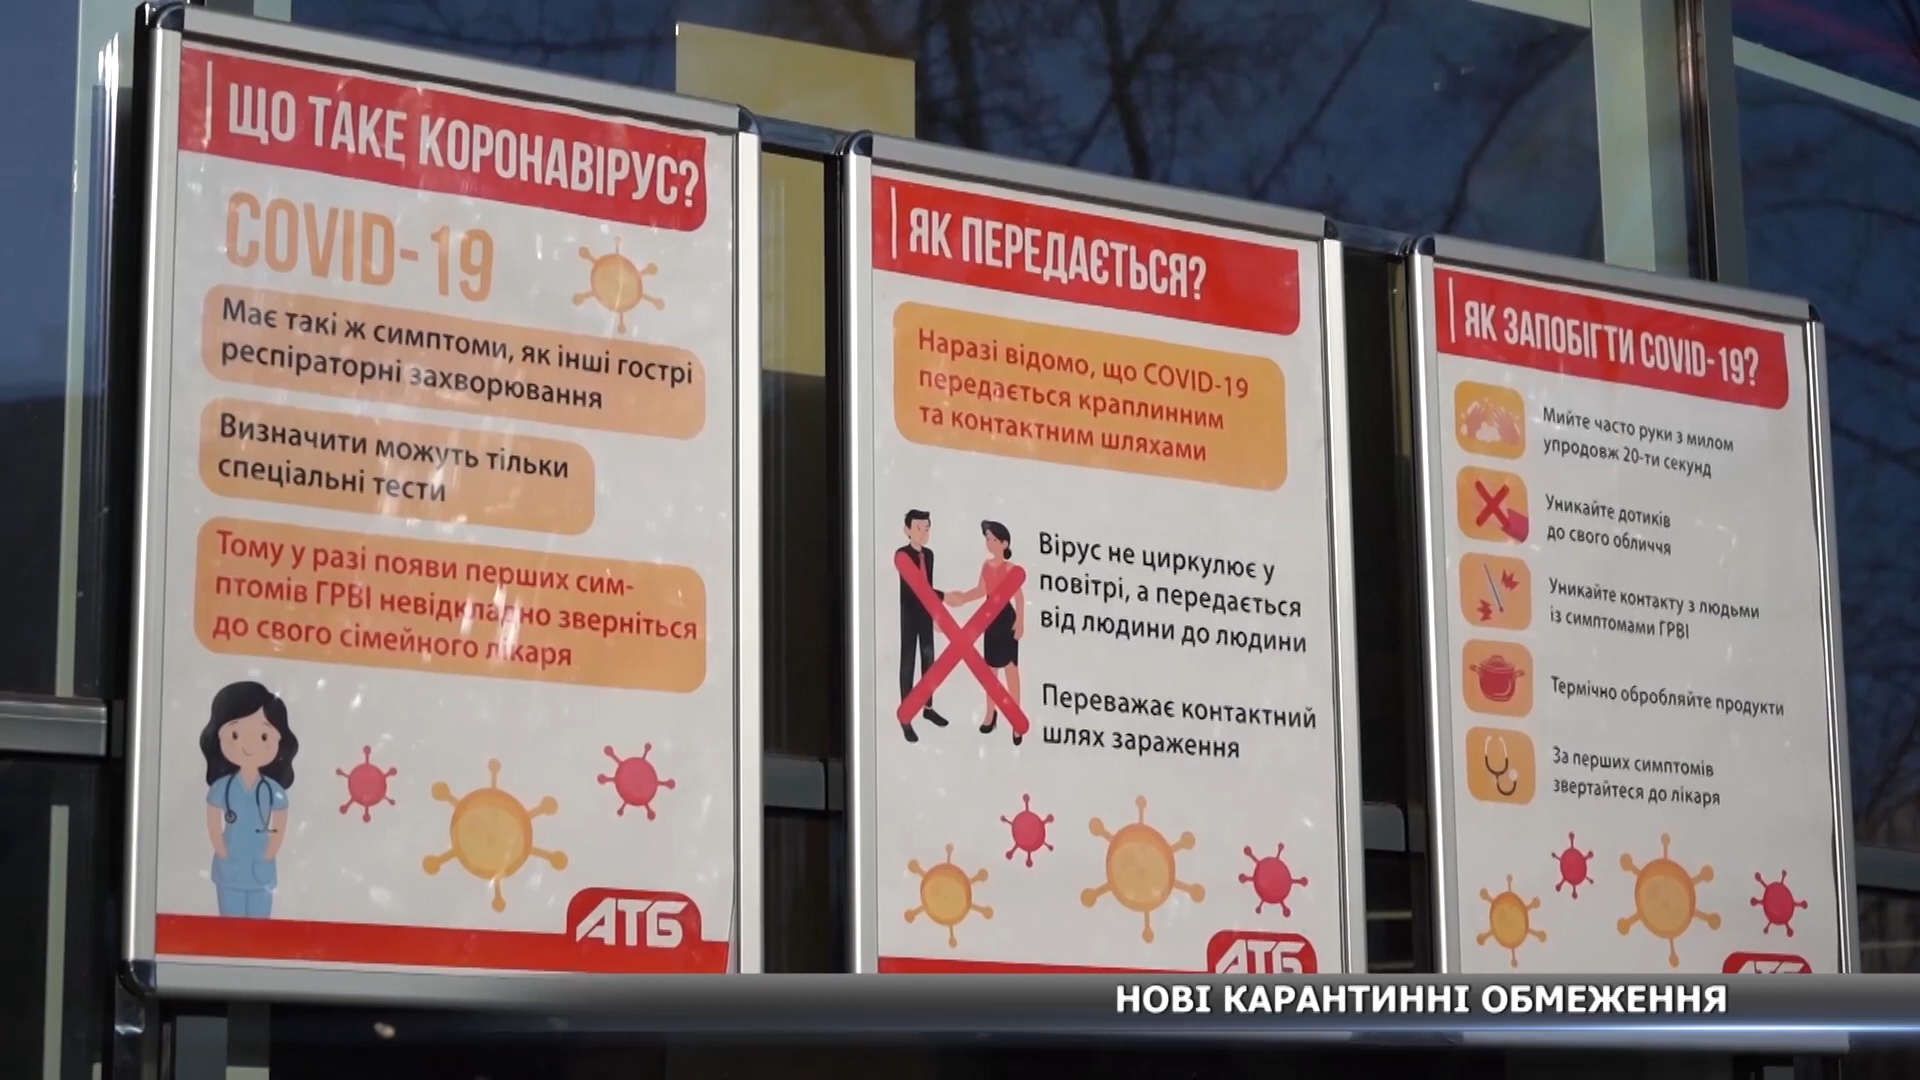 ЩО ТАКЕ КОРОНАВІРУС?
COVID-19
Має такі ж симптоми, як інші гострі
респіраторні захворювання
Визначити можуть тільки
спеціальні тести
Тому у разі появи перших сим-
птомів ГРВІ невідкладно зверніться
до свого сімейного лікаря
АТБ
ЯК ПЕРЕДАЄТЬСЯ?
Наразі відомо, що COVID-19
передається краплинним
та контактним шляхами
Вірус не циркулює у
повітрі, а передається
від людини до людини
Переважає контактний
шлях зараження
АТБ
ЯК ЗАПОБІГТИ COVID-19?
Мийте часто руки з милом
упродовж 20-ти секунд
Уникайте дотиків
до свого обличчя
Уникайте контакту з людьми
із симптомами ГРВІ
Термічно обробляйте продукти
За перших симптомів
звертайтеся до лікаря
АТБ
НОВІ КАРАНТИННІ ОБМЕЖЕННЯ